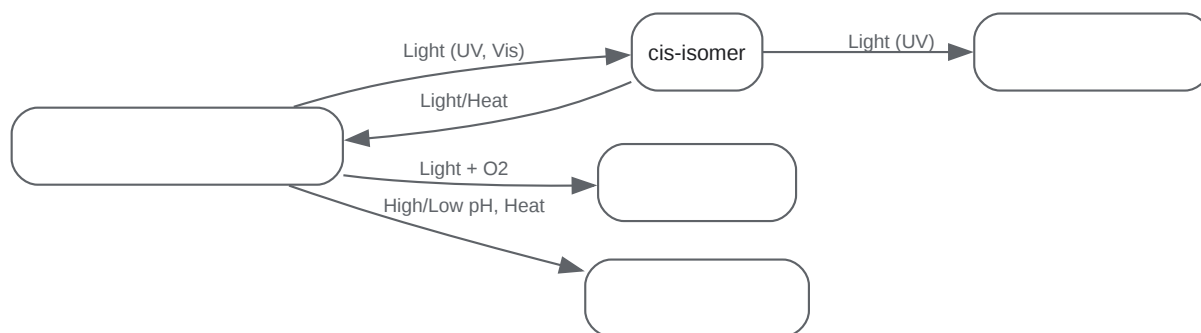 Light (UV, Vis)
cis-isomer
Light (UV)
Light/Heat
Light + O2
High/Low pH, Heat